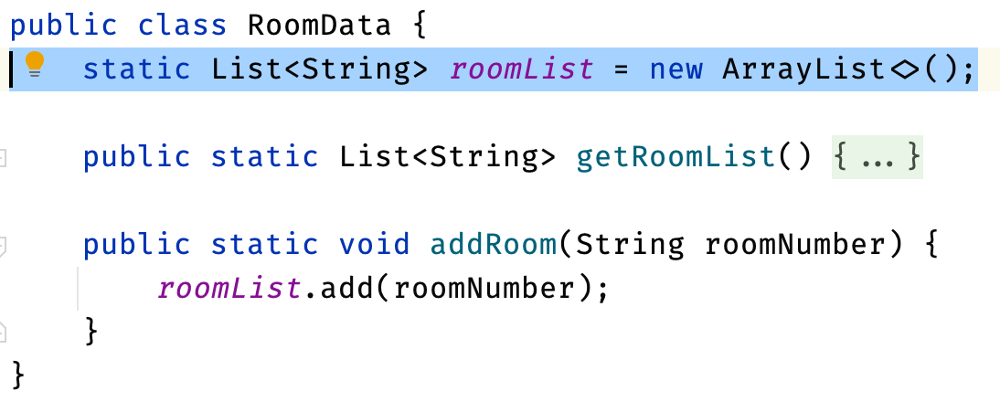 public class RoomData {
static List<String> roomList = new ArrayList<>();
public static List<String> getRoomList() {...}
public static void addRoom(String roomNumber) {
roomList.add(roomNumber);
}
}